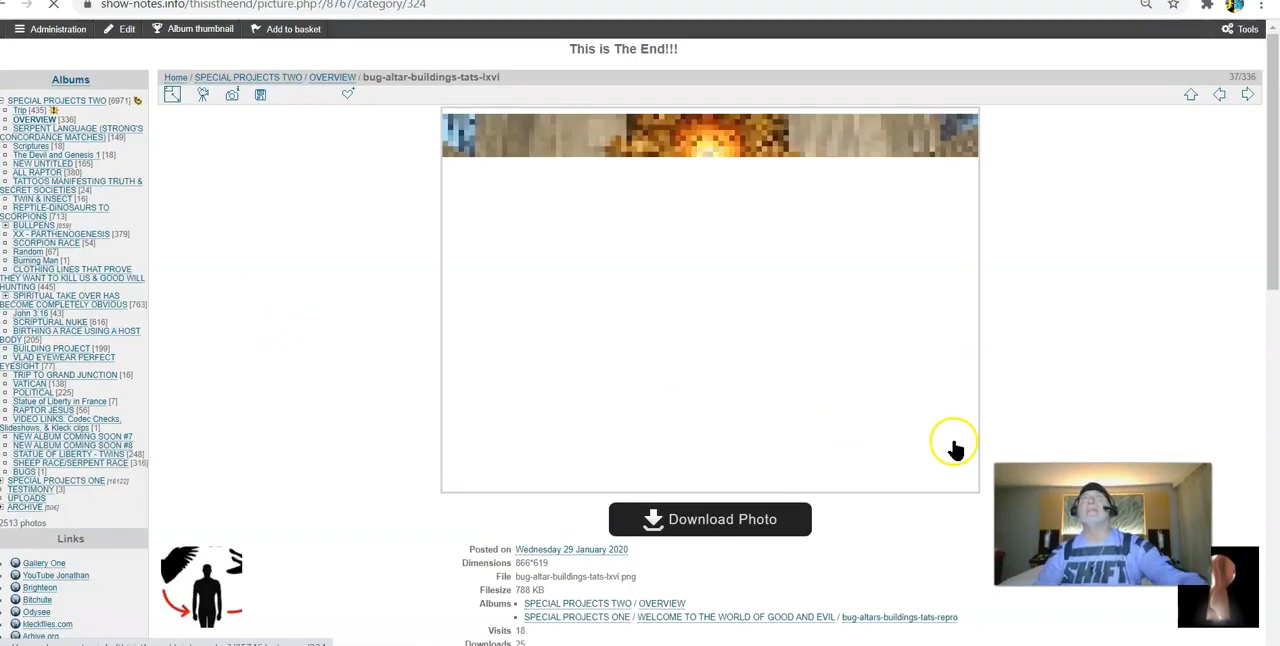 show-notes.info/thisistheend/picture.php?/8767/category/324
Administration Edit Album thumbnail Add to basket Tools
This is The End!!!
Albums
Home / SPECIAL PROJECTS TWO / OVERVIEW / bug-altar-buildings-tats-lxvi 37/336
SPECIAL PROJECTS TWO [6971]
Trip [435]
OVERVIEW [336]
SERPENT LANGUAGE (STRONG'S
CONCORDANCE MATCHES) [149]
Scriptures [18]
The Devil and Genesis 1 [18]
NEW UNTITLED [165]
ALL RAPTOR [380]
TATTOOS MANIFESTING TRUTH &
SECRET SOCIETIES [24]
TWIN & INSECT [16]
REPTILE-DINOSAURS TO
SCORPIONS [713]
BULLPENS [659]
XX - PARTHENOGENESIS [379]
SCORPION RACE [54]
Random [67]
Burning Man [1]
CLOTHING LINES THAT PROVE
THEY WANT TO KILL US & GOOD WILL
HUNTING [445]
SPIRITUAL TAKE OVER HAS
BECOME COMPLETELY OBVIOUS [763]
John 3:16 [43]
SCRIPTURAL NUKE [616]
BIRTHING A RACE USING A HOST
BODY [205]
BUILDING PROJECT [199]
VLAD EYEWEAR PERFECT
EYESIGHT [77]
TRIP TO GRAND JUNCTION [16]
VATICAN [138]
POLITICAL [225]
Statue of Liberty in France [7]
RAPTOR JESUS [56]
VIDEO LINKS: Codec Checks,
Slideshows, & Kleck clips [1]
NEW ALBUM COMING SOON #7
NEW ALBUM COMING SOON #8
STATUE OF LIBERTY - TWINS [248]
SHEEP RACE/SERPENT RACE [316]
BUGS [1]
SPECIAL PROJECTS ONE [16122]
TESTIMONY [3]
UPLOADS
ARCHIVE [506]
2513 photos
Links
Gallery One
YouTube Jonathan
Brighteon
Bitchute
Odysee
kleckfiles.com
Arhive.org
Download Photo
Posted on Wednesday 29 January 2020
Dimensions 866*619
File bug-altar-buildings-tats-lxvi.png
Filesize 788 KB
Albums SPECIAL PROJECTS TWO / OVERVIEW
SPECIAL PROJECTS ONE / WELCOME TO THE WORLD OF GOOD AND EVIL / bug-altars-buildings-tats-repro
Visits 18
Downloads 25
SHIFT